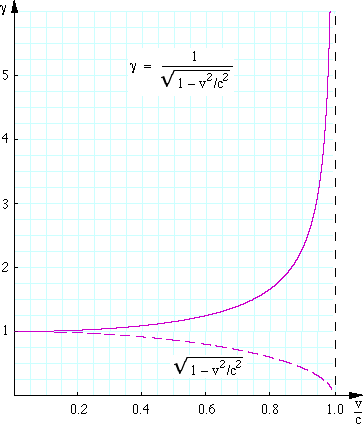 γ
γ = 1/√(1 − v²/c²)
5
4
3
2
1
√(1 − v²/c²)
0.2 0.4 0.6 0.8 1.0 v/c